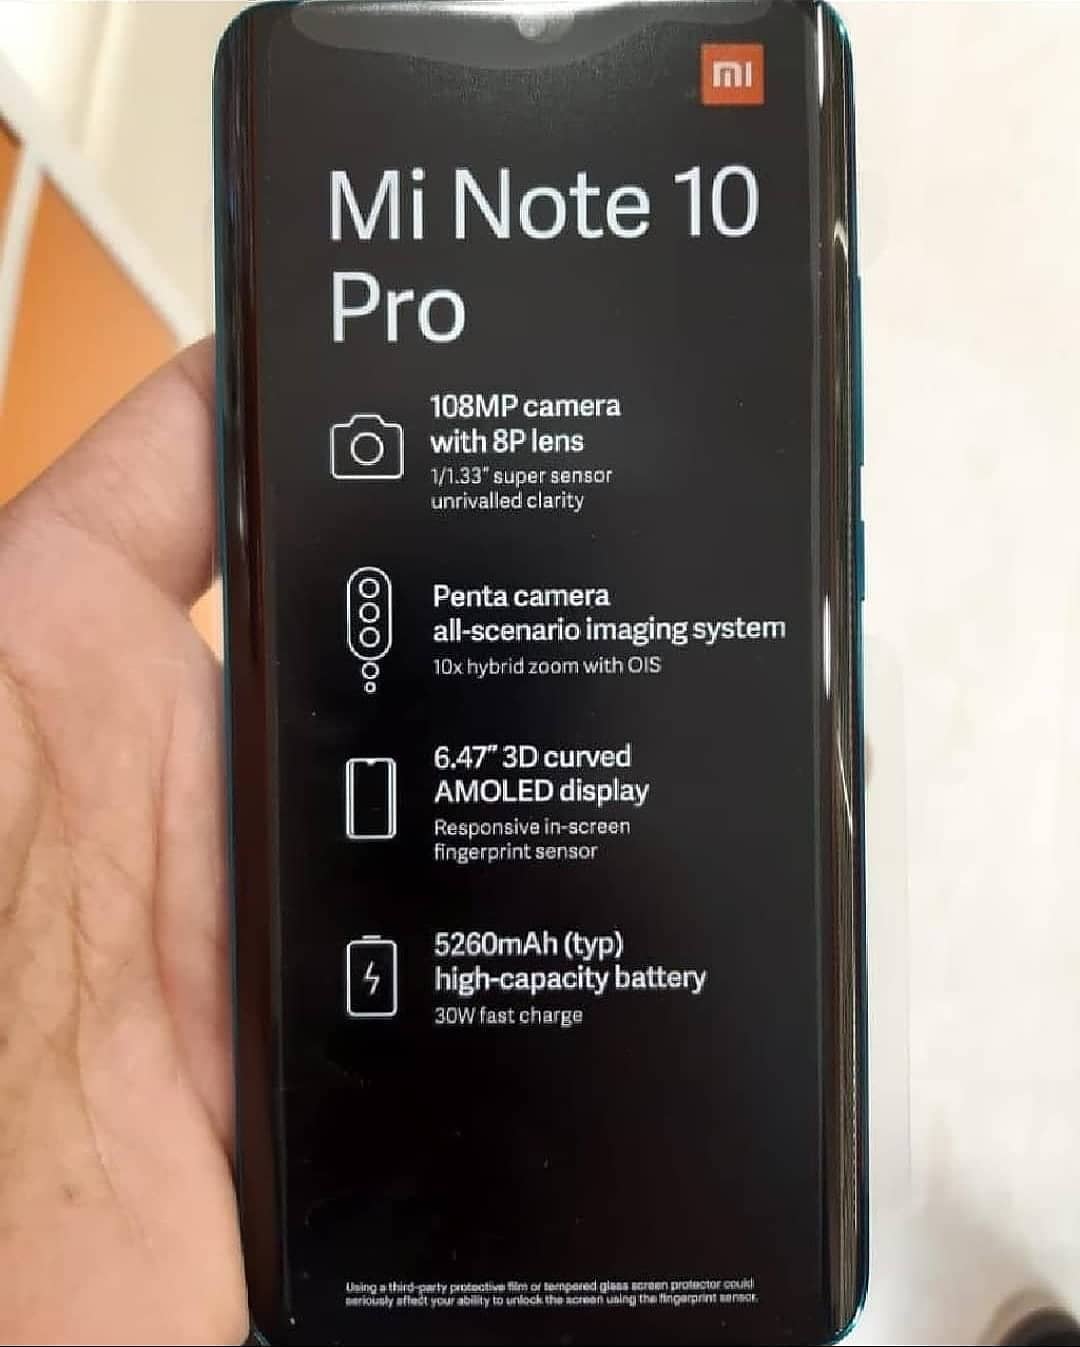 mi
Mi Note 10
Pro
108MP camera
with 8P lens
1/1.33" super sensor
unrivalled clarity
Penta camera
all-scenario imaging system
10x hybrid zoom with OIS
6.47" 3D curved
AMOLED display
Responsive in-screen
fingerprint sensor
5260mAh (typ)
high-capacity battery
30W fast charge
Using a third-party protective film or tempered glass screen protector could
seriously affect your ability to unlock the screen using the fingerprint sensor.